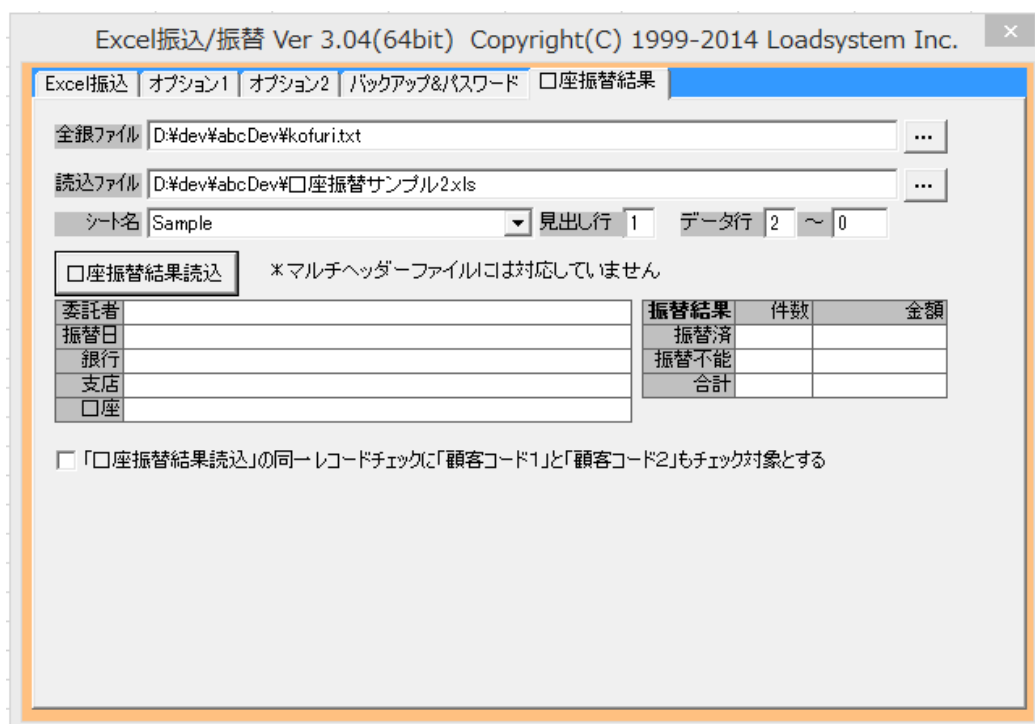 Excel振込/振替 Ver 3.04(64bit) Copyright(C) 1999-2014 Loadsystem Inc. ×
Excel振込 オプション1 オプション2 バックアップ&パスワード 口座振替結果
全銀ファイル D:¥dev¥abcDev¥kofuri.txt ...
読込ファイル D:¥dev¥abcDev¥口座振替サンプル2.xls ...
シート名 Sample 見出し行 1 データ行 2 ～ 0
口座振替結果読込 *マルチヘッダーファイルには対応していません
委託者 振替結果 件数 金額
振替日 振替済
銀行 振替不能
支店 合計
口座
「口座振替結果読込」の同一レコードチェックに「顧客コード1」と「顧客コード2」もチェック対象とする